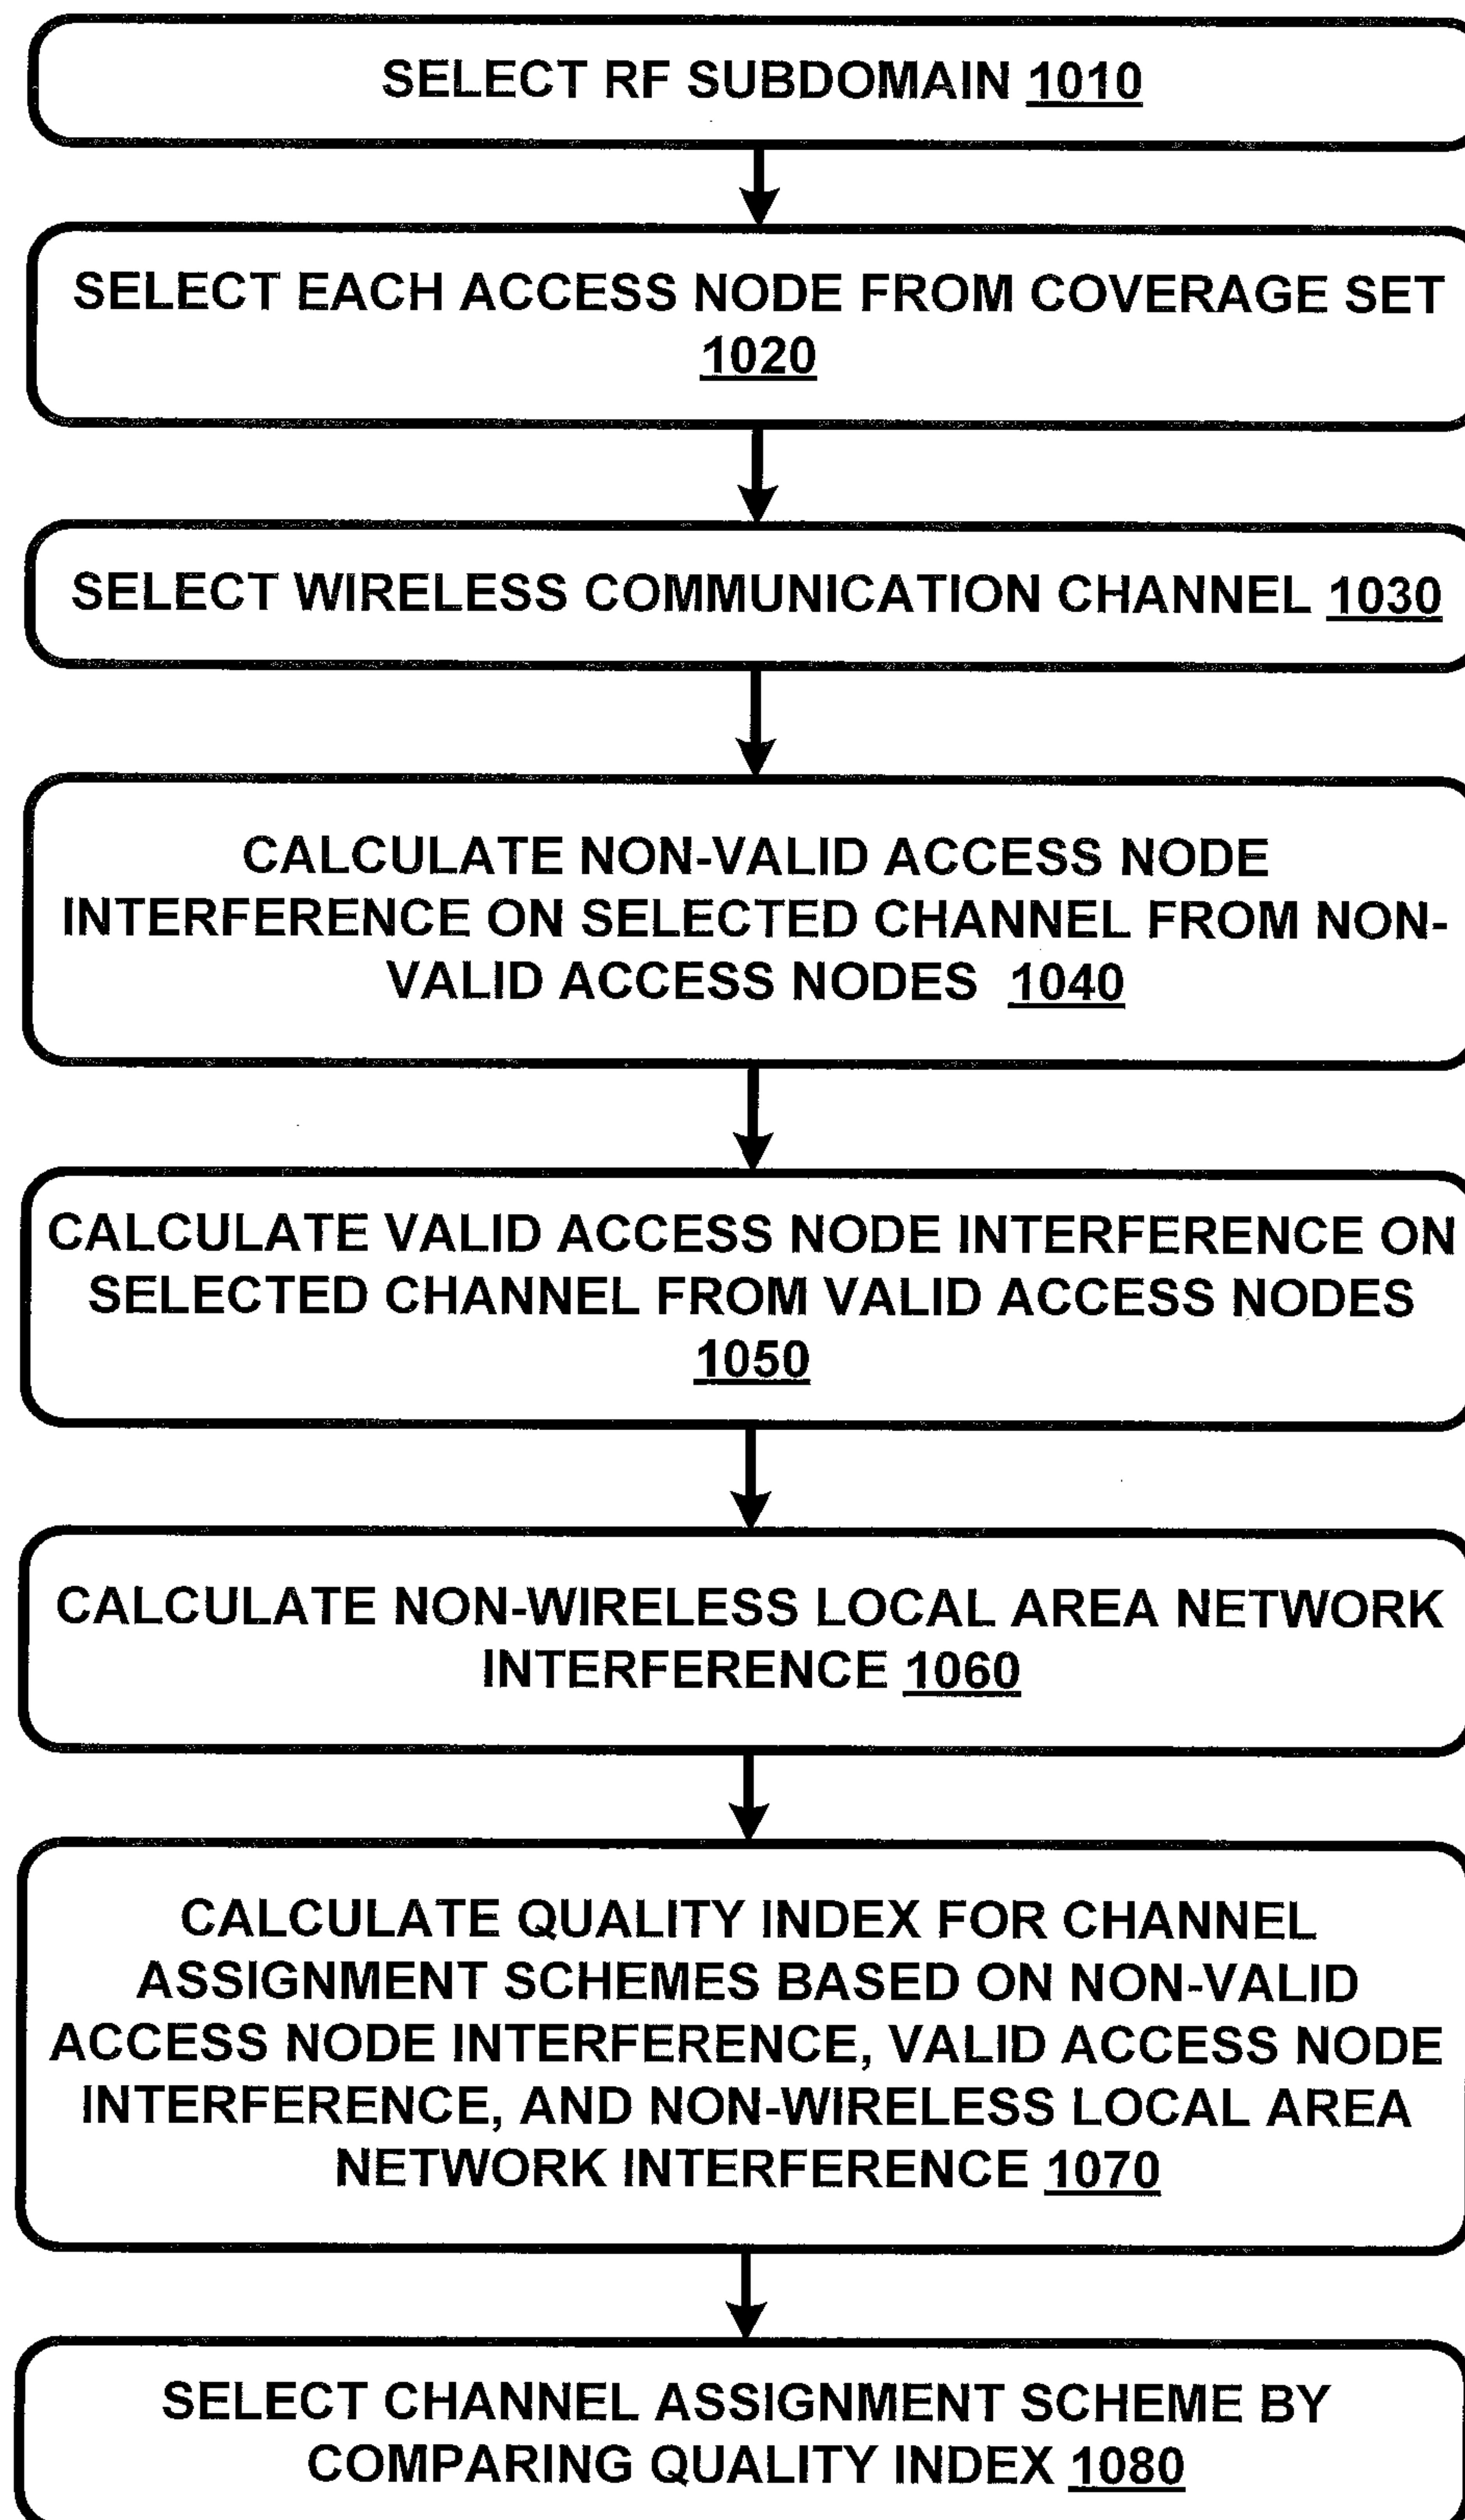 SELECT RF SUBDOMAIN 1010
SELECT EACH ACCESS NODE FROM COVERAGE SET
1020
SELECT WIRELESS COMMUNICATION CHANNEL 1030
CALCULATE NON-VALID ACCESS NODE
INTERFERENCE ON SELECTED CHANNEL FROM NON-
VALID ACCESS NODES 1040
CALCULATE VALID ACCESS NODE INTERFERENCE ON
SELECTED CHANNEL FROM VALID ACCESS NODES
1050
CALCULATE NON-WIRELESS LOCAL AREA NETWORK
INTERFERENCE 1060
CALCULATE QUALITY INDEX FOR CHANNEL
ASSIGNMENT SCHEMES BASED ON NON-VALID
ACCESS NODE INTERFERENCE, VALID ACCESS NODE
INTERFERENCE, AND NON-WIRELESS LOCAL AREA
NETWORK INTERFERENCE 1070
SELECT CHANNEL ASSIGNMENT SCHEME BY
COMPARING QUALITY INDEX 1080